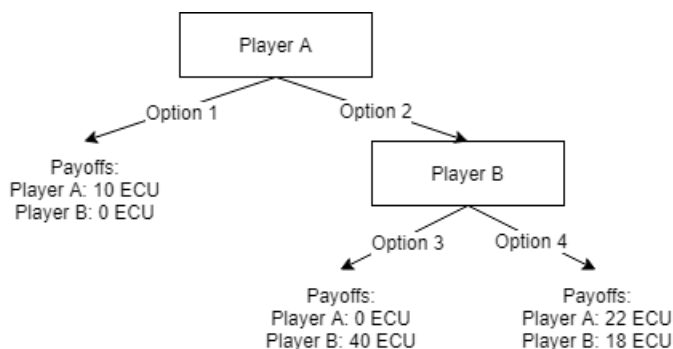 Player A
Option 1
Option 2
Payoffs:
Player A: 10 ECU
Player B: 0 ECU
Player B
Option 3
Option 4
Payoffs:
Player A: 0 ECU
Player B: 40 ECU
Payoffs:
Player A: 22 ECU
Player B: 18 ECU